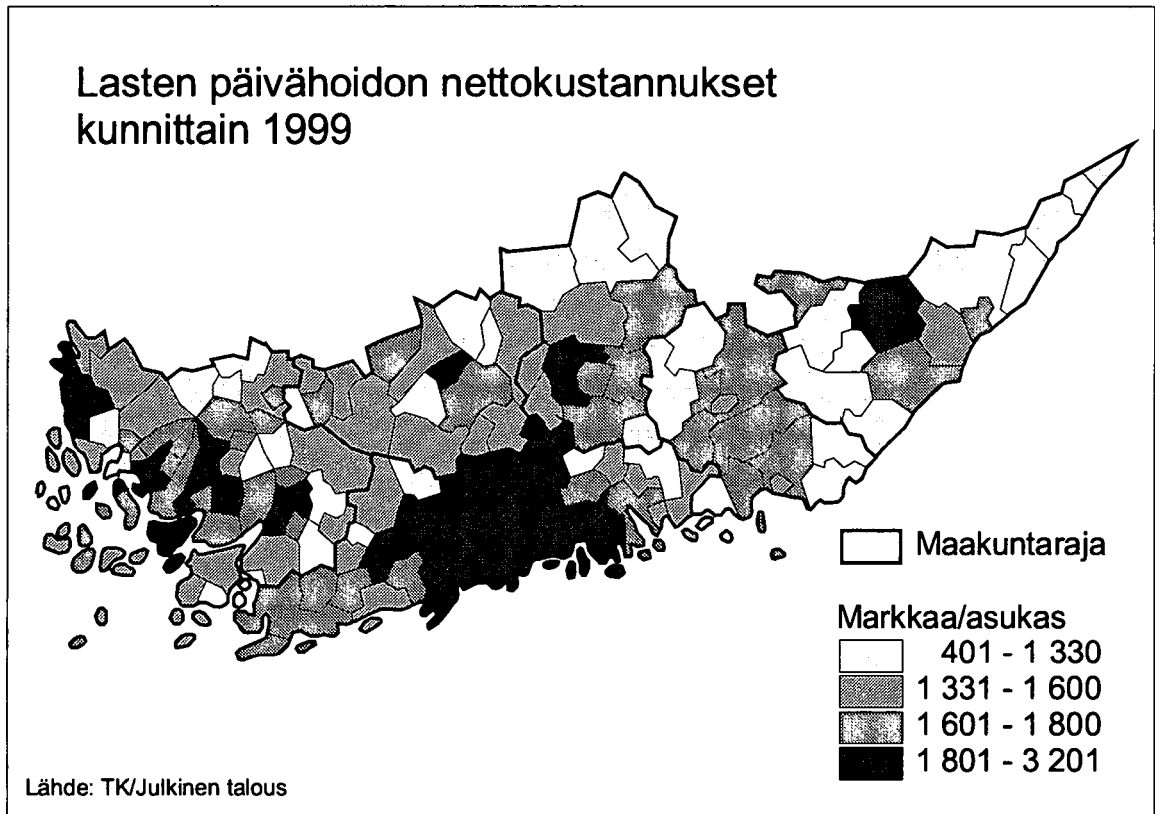 Lasten päivähoidon nettokustannukset
kunnittain 1999
Maakuntaraja
Markkaa/asukas
401 - 1 330
1 331 - 1 600
1 601 - 1 800
1 801 - 3 201
Lähde: TK/Julkinen talous